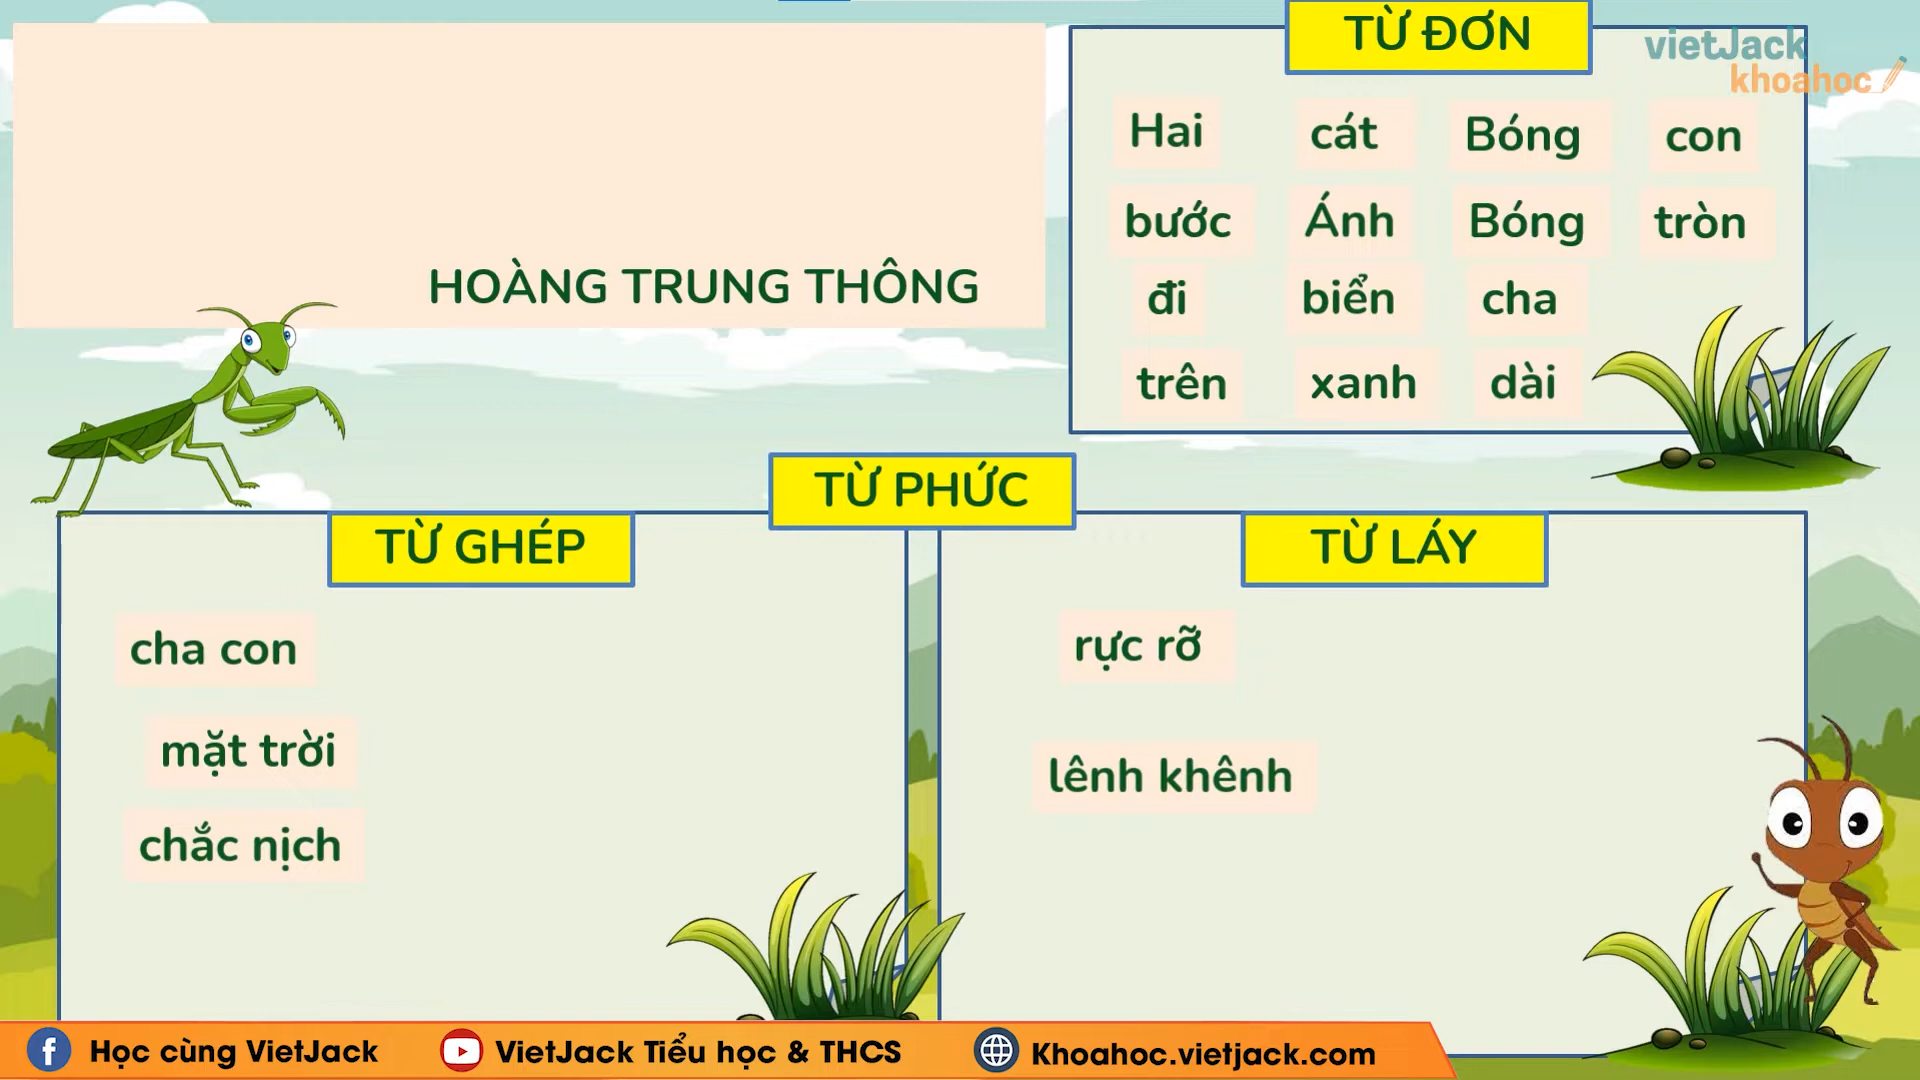 TỪ ĐƠN
vietJack
khoahoc
Hai cát Bóng con
bước Ánh Bóng tròn
đi biển cha
trên xanh dài
HOÀNG TRUNG THÔNG
TỪ PHỨC
TỪ GHÉP
cha con
mặt trời
chắc nịch
TỪ LÁY
rực rỡ
lênh khênh
Học cùng VietJack
VietJack Tiểu học & THCS
Khoahoc.vietjack.com